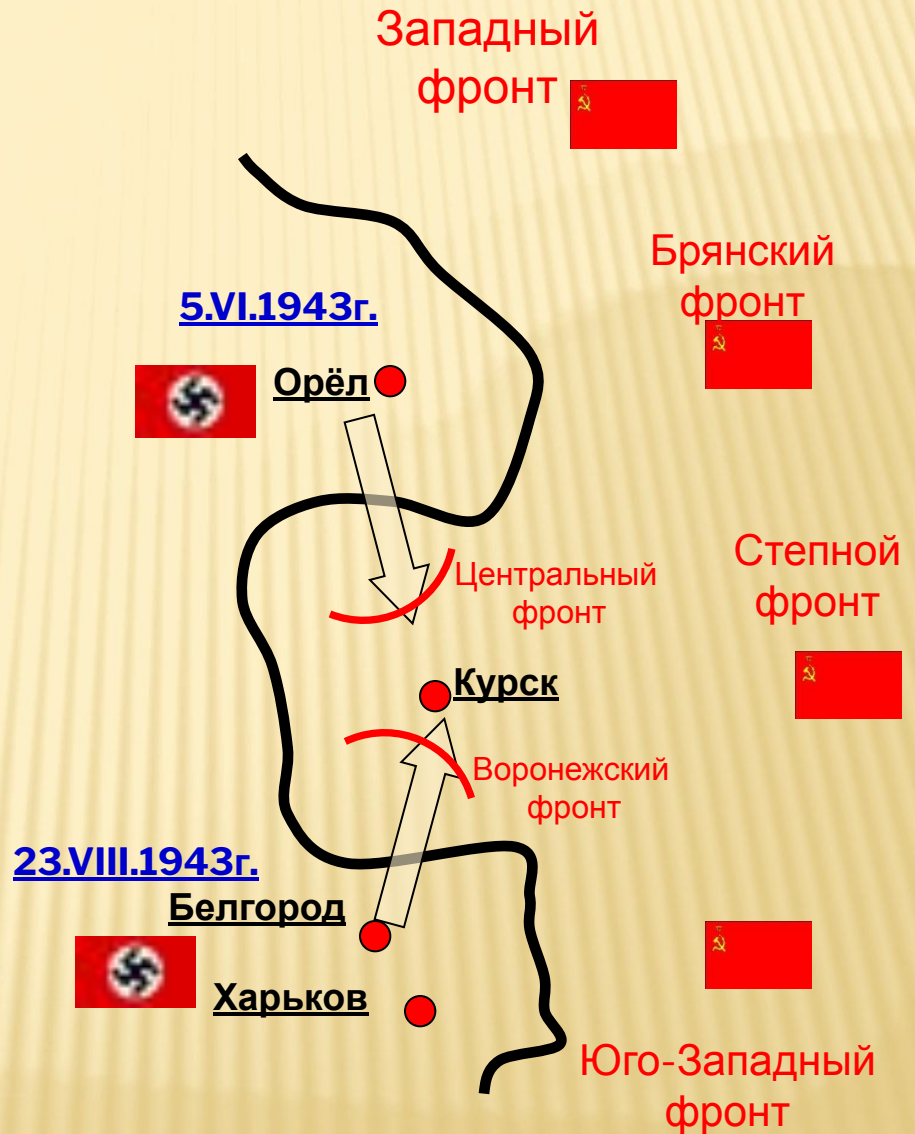 Западный
фронт
Брянский
фронт
5.VI.1943г.
Орёл
Степной
фронт
Центральный
фронт
Курск
Воронежский
фронт
23.VIII.1943г.
Белгород
Харьков
Юго-Западный
фронт